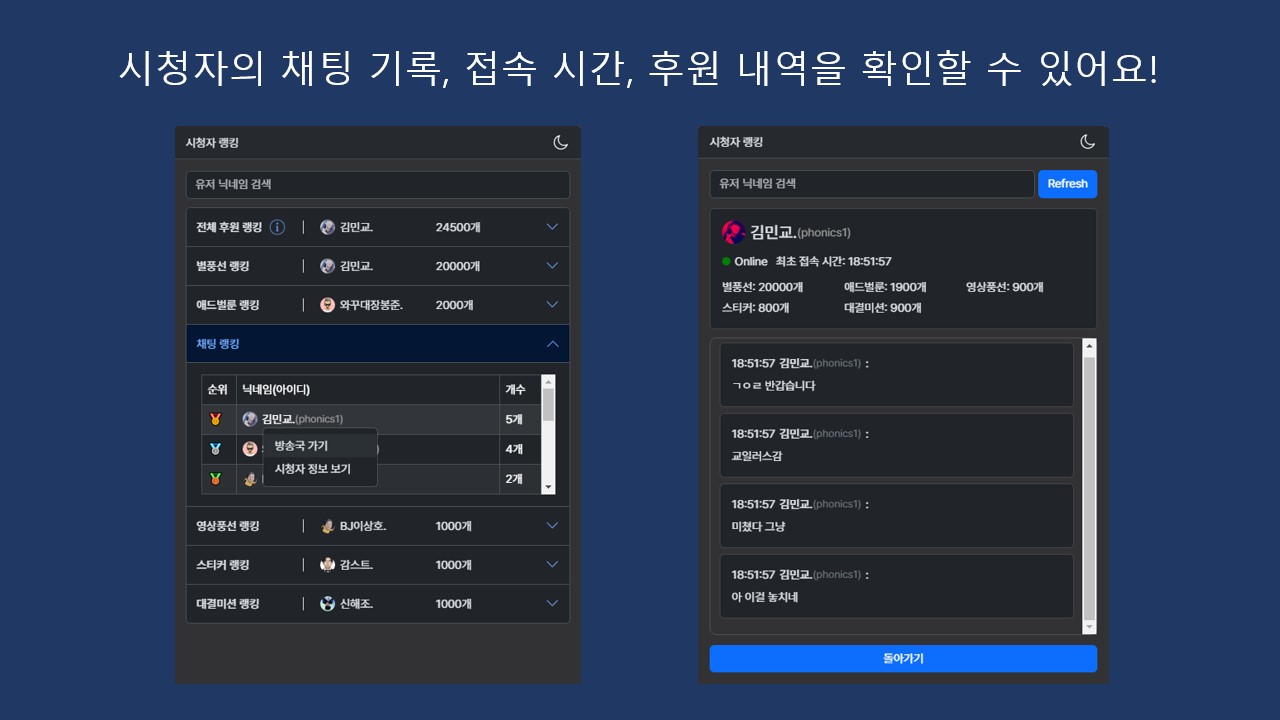 시청자의 채팅 기록, 접속 시간, 후원 내역을 확인할 수 있어요!
시청자 랭킹
유저 닉네임 검색
전체 후원 랭킹 | 김민교. 24500개
별풍선 랭킹 | 김민교. 20000개
애드벌룬 랭킹 | 와꾸대장봉준. 2000개
채팅 랭킹
순위 닉네임(아이디) 개수
김민교.(phonics1) 5개
4개
방송국 가기
시청자 정보 보기
2개
영상풍선 랭킹 | BJ이상호. 1000개
스티커 랭킹 | 감스트. 1000개
대결미션 랭킹 | 신해조. 1000개
시청자 랭킹
유저 닉네임 검색 Refresh
김민교.(phonics1)
Online 최초 접속 시간: 18:51:57
별풍선: 20000개 애드벌룬: 1900개 영상풍선: 900개
스티커: 800개 대결미션: 900개
18:51:57 김민교.(phonics1) :
ㄱㅇㄹ 반갑습니다
18:51:57 김민교.(phonics1) :
교일러스감
18:51:57 김민교.(phonics1) :
미쳤다 그냥
18:51:57 김민교.(phonics1) :
아 이걸 놓치네
돌아가기